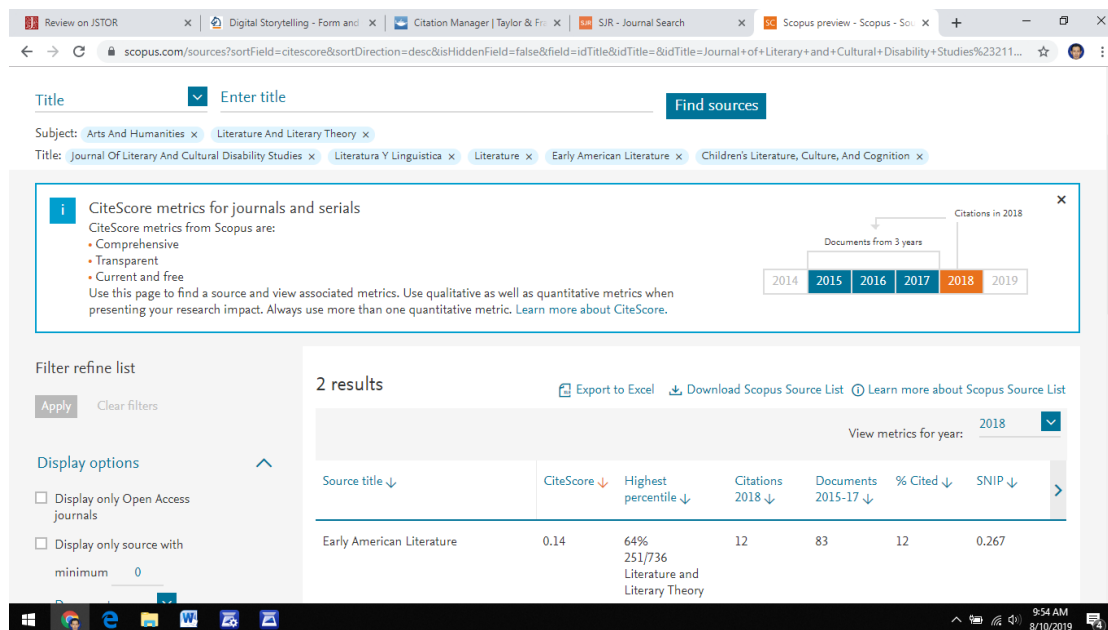 Review on JSTOR
Digital Storytelling - Form and
Citation Manager | Taylor & Fra
SJR - Journal Search
Scopus preview - Scopus - Sou
scopus.com/sources?sortField=citescore&sortDirection=desc&isHiddenField=false&field=idTitle&idTitle=&idTitle=Journal+of+Literary+and+Cultural+Disability+Studies%23211...
Title
Enter title
Find sources
Subject: Arts And Humanities x Literature And Literary Theory x
Title: Journal Of Literary And Cultural Disability Studies x Literatura Y Linguistica x Literature x Early American Literature x Children's Literature, Culture, And Cognition x
i
CiteScore metrics for journals and serials
CiteScore metrics from Scopus are:
• Comprehensive
• Transparent
• Current and free
Use this page to find a source and view associated metrics. Use qualitative as well as quantitative metrics when
presenting your research impact. Always use more than one quantitative metric. Learn more about CiteScore.
Citations in 2018
Documents from 3 years
2014 2015 2016 2017 2018 2019
Filter refine list
Apply Clear filters
Display options
Display only Open Access
journals
Display only source with
minimum 0
2 results
Export to Excel Download Scopus Source List Learn more about Scopus Source List
View metrics for year: 2018
Source title CiteScore Highest percentile Citations 2018 Documents 2015-17 % Cited SNIP
Early American Literature 0.14 64% 12 83 12 0.267
251/736
Literature and
Literary Theory
9:54 AM
8/10/2019
4